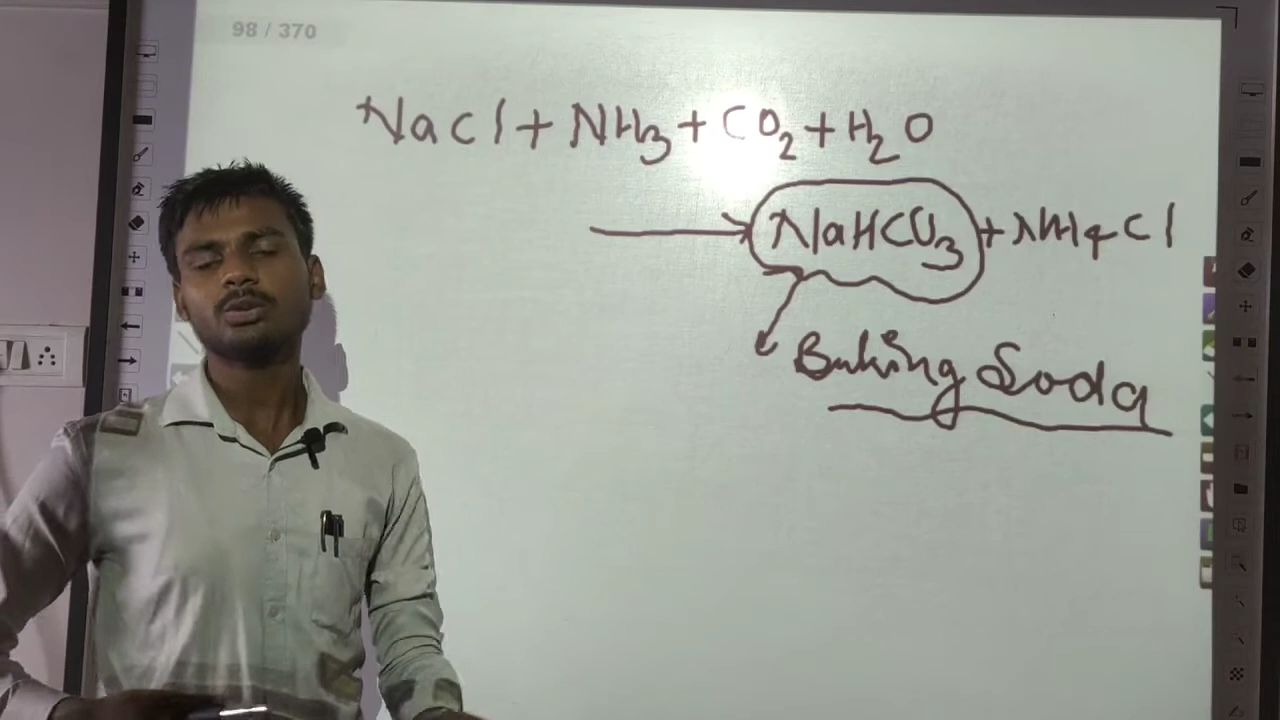 98 / 370
NaCl + NH₃ + CO₂ + H₂O
→ NaHCO₃ + NH₄Cl
Baking Soda